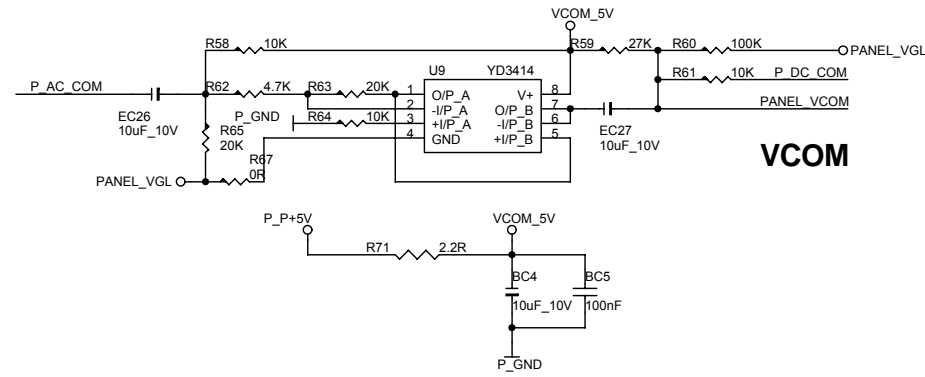 VCOM_5V
R58 10K R59 27K R60 100K PANEL_VGL
P_AC_COM R62 4.7K R63 20K U9 YD3414 R61 10K P_DC_COM
1 O/P_A V+ 8
2 -I/P_A O/P_B 7 PANEL_VCOM
P_GND R64 10K 3 +I/P_A -I/P_B 6
EC26 4 GND +I/P_B 5 EC27
10uF_10V R65 10uF_10V
20K
R67
0R
PANEL_VGL
VCOM
P_P+5V VCOM_5V
R71 2.2R
BC4 BC5
10uF_10V 100nF
P_GND